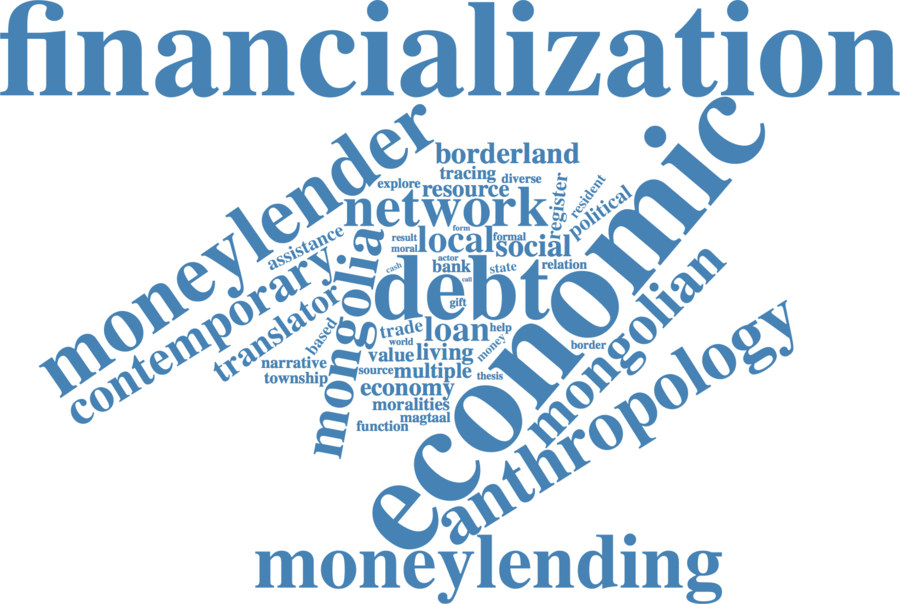 financialization
economic
moneylender
borderland
tracing
diverse
explore
resource
network
register
resident
political
form
assistance
result
local
formal
social
moral
contemporary
mongolia
actor
cash
bank
state
relation
call
debt
gift
mongolian
translator
based
trade
loan
help
world
money
border
value
living
narrative
source
multiple
thesis
township
economy
anthropology
moralities
magtaal
function
moneylending